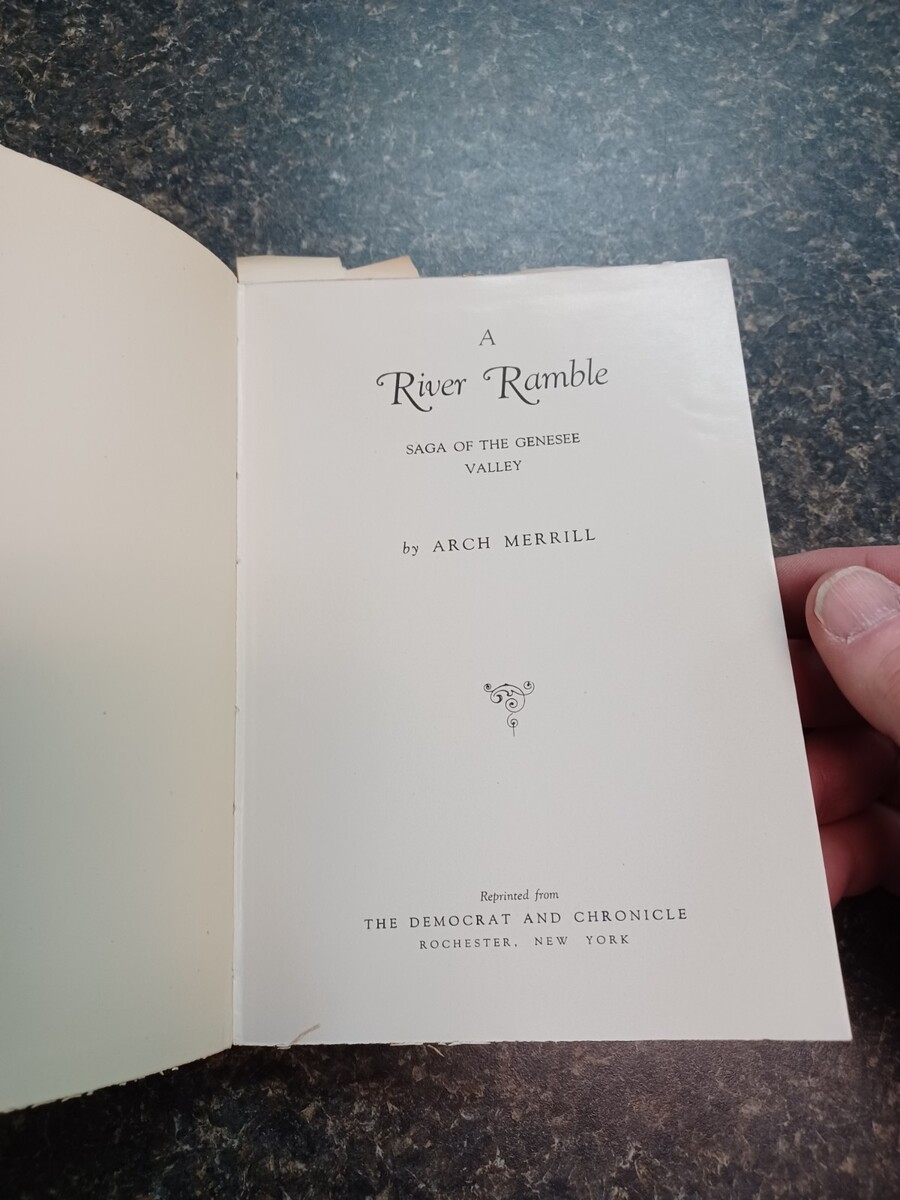 A
River Ramble
SAGA OF THE GENESEE
VALLEY
by ARCH MERRILL
Reprinted from
THE DEMOCRAT AND CHRONICLE
ROCHESTER, NEW YORK